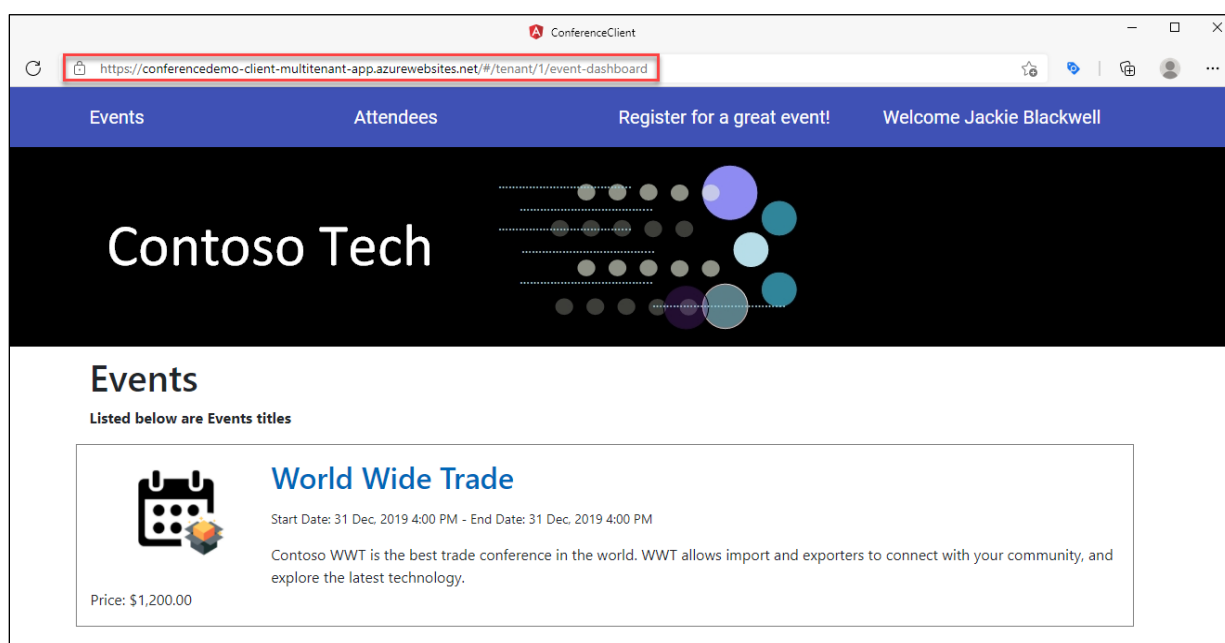 ConferenceClient
https://conferencedemo-client-multitenant-app.azurewebsites.net/#/tenant/1/event-dashboard
Events Attendees Register for a great event! Welcome Jackie Blackwell
Contoso Tech
Events
Listed below are Events titles
World Wide Trade
Start Date: 31 Dec, 2019 4:00 PM - End Date: 31 Dec, 2019 4:00 PM
Contoso WWT is the best trade conference in the world. WWT allows import and exporters to connect with your community, and
explore the latest technology.
Price: $1,200.00